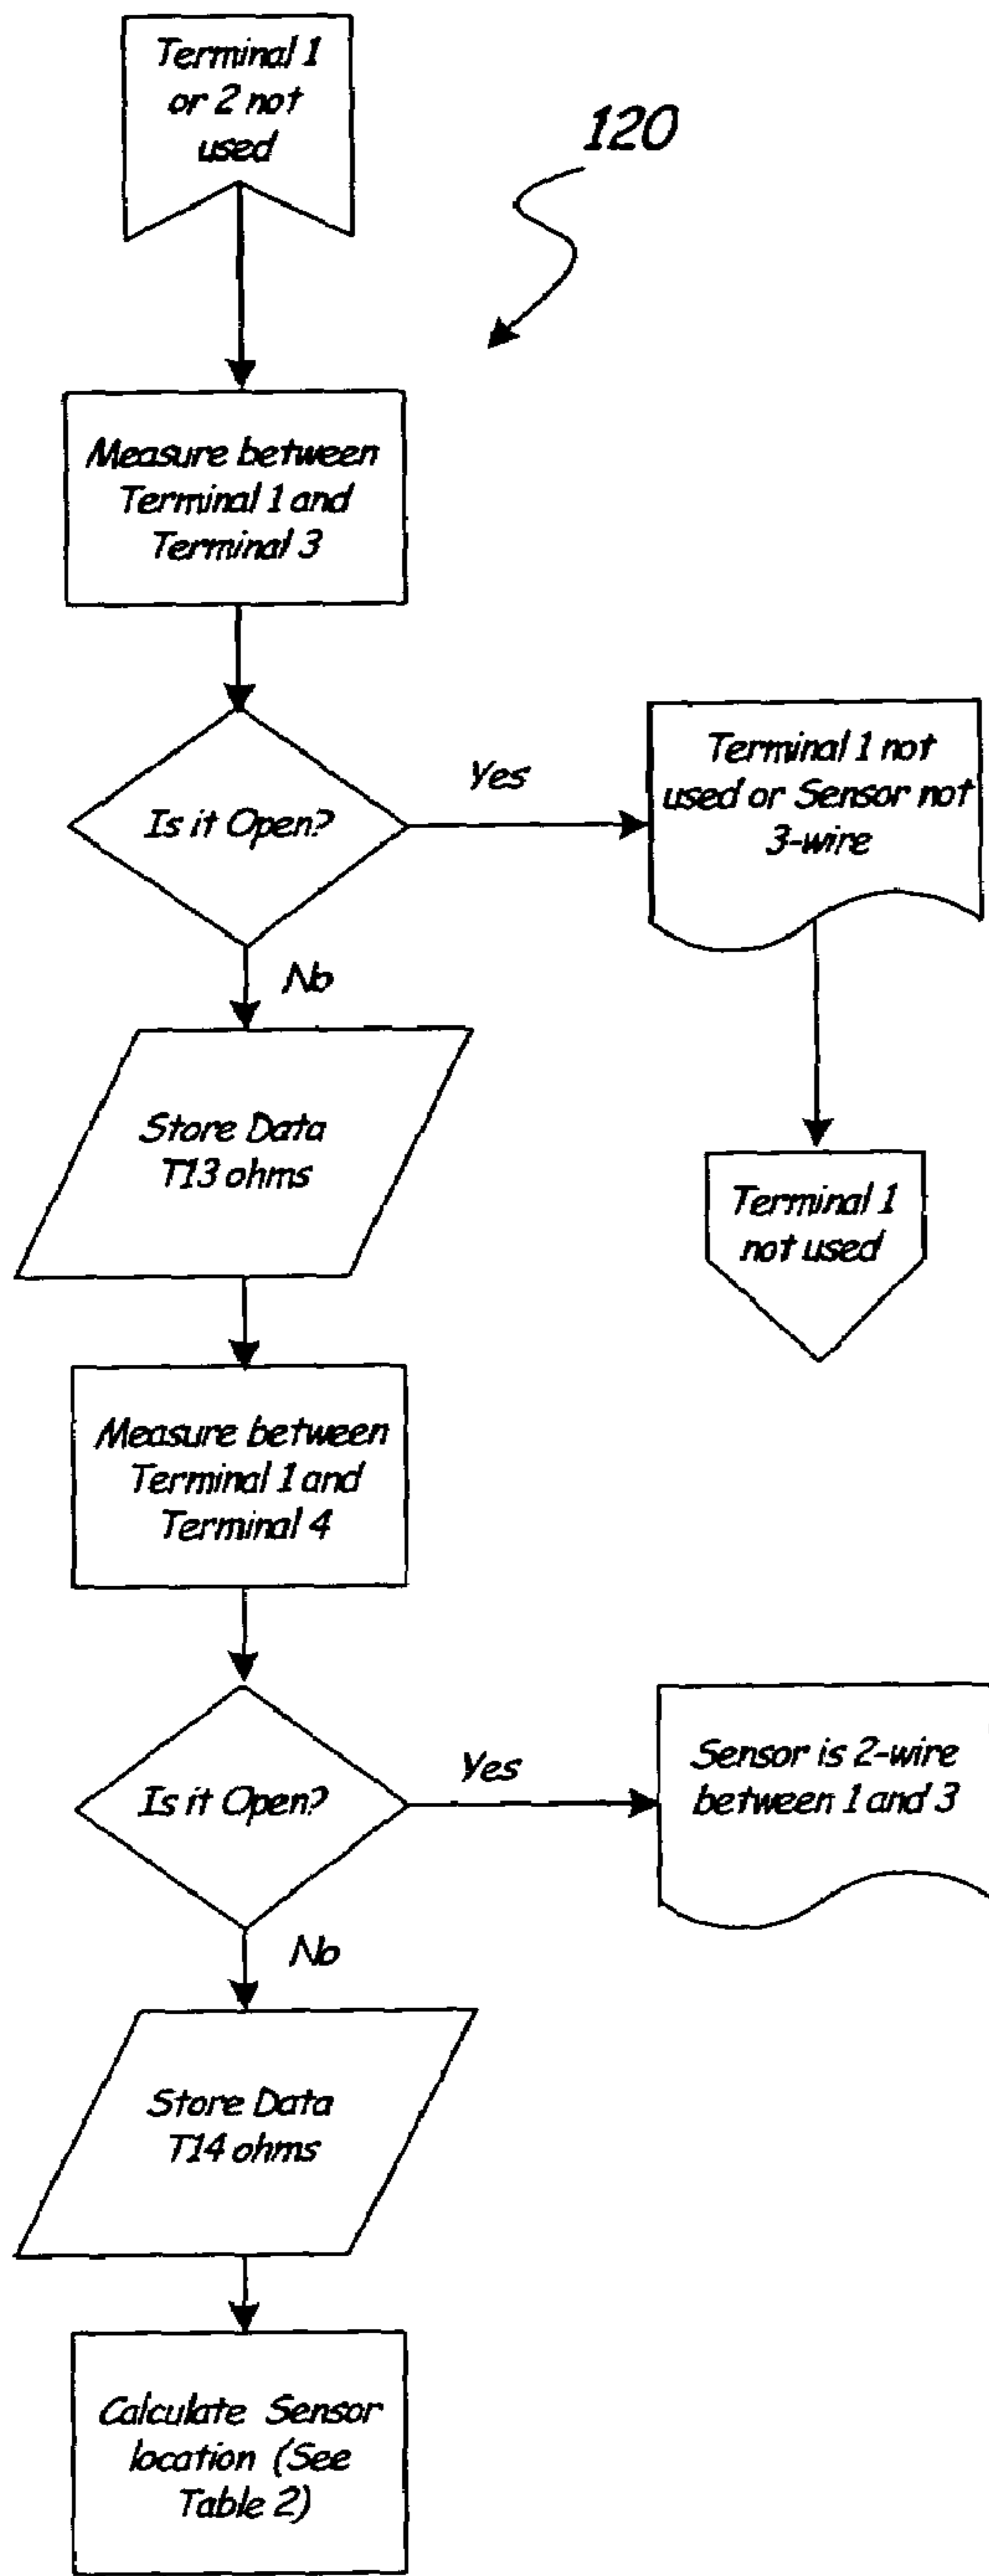 Terminal 1
or 2 not
used
120
Measure between
Terminal 1 and
Terminal 3
Is it Open?
Yes
Terminal 1 not
used or Sensor not
3-wire
No
Store Data
T13 ohms
Terminal 1
not used
Measure between
Terminal 1 and
Terminal 4
Is it Open?
Yes
Sensor is 2-wire
between 1 and 3
No
Store Data
T14 ohms
Calculate Sensor
location (See
Table 2)